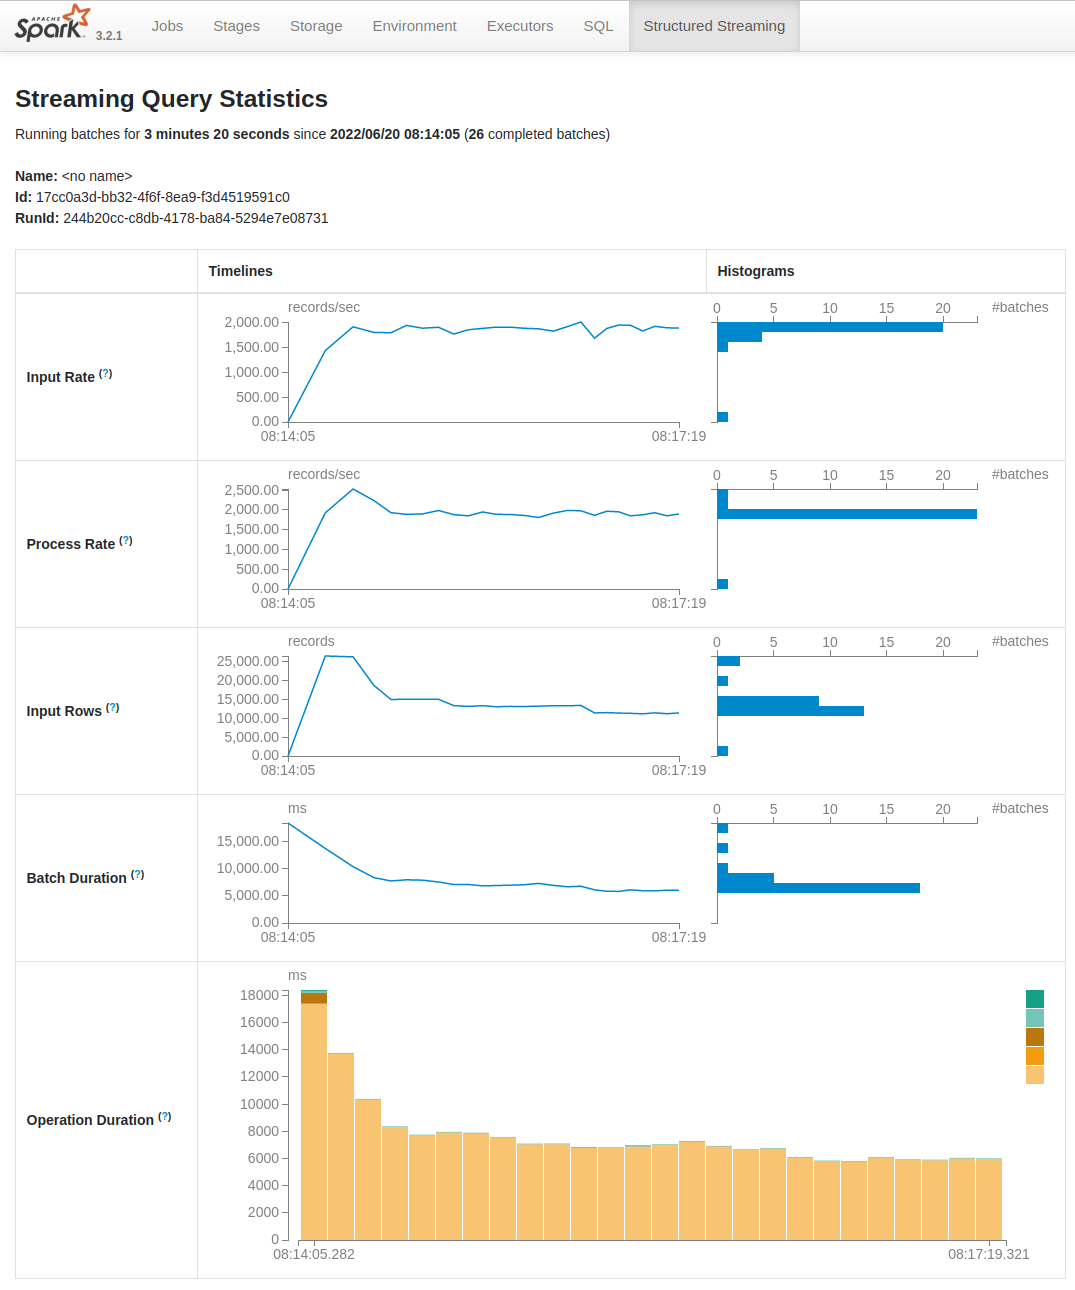 APACHE
Spark 3.2.1 Jobs Stages Storage Environment Executors SQL Structured Streaming
Streaming Query Statistics
Running batches for 3 minutes 20 seconds since 2022/06/20 08:14:05 (26 completed batches)
Name: <no name>
Id: 17cc0a3d-bb32-4f6f-8ea9-f3d4519591c0
RunId: 244b20cc-c8db-4178-ba84-5294e7e08731
Timelines Histograms
Input Rate (?)
records/sec
2,000.00
1,500.00
1,000.00
500.00
0.00
08:14:05 08:17:19
0 5 10 15 20 #batches
Process Rate (?)
records/sec
2,500.00
2,000.00
1,500.00
1,000.00
500.00
0.00
08:14:05 08:17:19
0 5 10 15 20 #batches
Input Rows (?)
records
25,000.00
20,000.00
15,000.00
10,000.00
5,000.00
0.00
08:14:05 08:17:19
0 5 10 15 20 #batches
Batch Duration (?)
ms
15,000.00
10,000.00
5,000.00
0.00
08:14:05 08:17:19
0 5 10 15 20 #batches
Operation Duration (?)
ms
18000
16000
14000
12000
10000
8000
6000
4000
2000
0
08:14:05.282 08:17:19.321